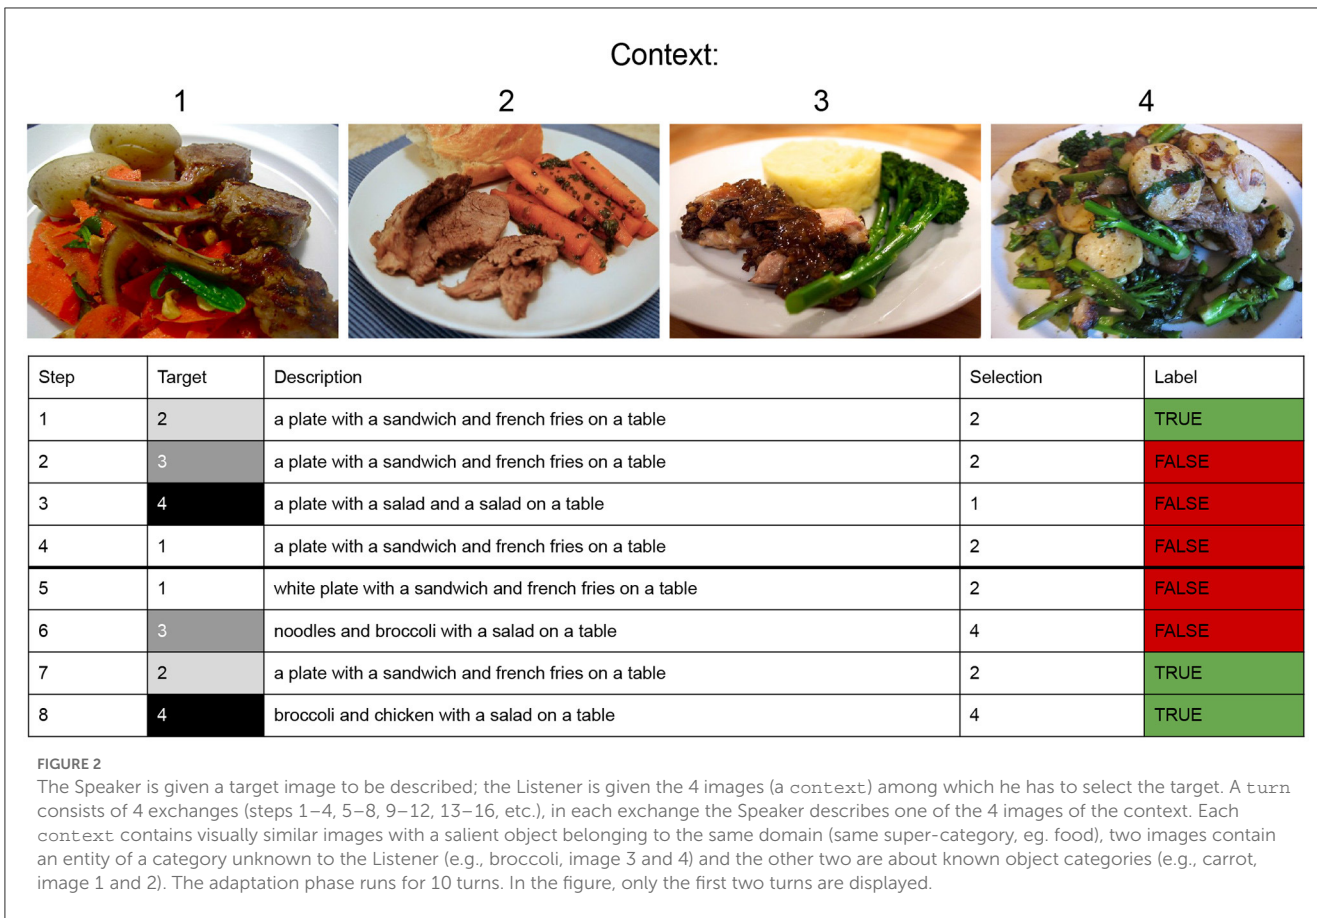 Context:
1 2 3 4
Step Target Description Selection Label
1 2 a plate with a sandwich and french fries on a table 2 TRUE
2 3 a plate with a sandwich and french fries on a table 2 FALSE
3 4 a plate with a salad and a salad on a table 1 FALSE
4 1 a plate with a sandwich and french fries on a table 2 FALSE
5 1 white plate with a sandwich and french fries on a table 2 FALSE
6 3 noodles and broccoli with a salad on a table 4 FALSE
7 2 a plate with a sandwich and french fries on a table 2 TRUE
8 4 broccoli and chicken with a salad on a table 4 TRUE
FIGURE 2
The Speaker is given a target image to be described; the Listener is given the 4 images (a context) among which he has to select the target. A turn
consists of 4 exchanges (steps 1–4, 5–8, 9–12, 13–16, etc.), in each exchange the Speaker describes one of the 4 images of the context. Each
context contains visually similar images with a salient object belonging to the same domain (same super-category, eg. food), two images contain
an entity of a category unknown to the Listener (e.g., broccoli, image 3 and 4) and the other two are about known object categories (e.g., carrot,
image 1 and 2). The adaptation phase runs for 10 turns. In the figure, only the first two turns are displayed.